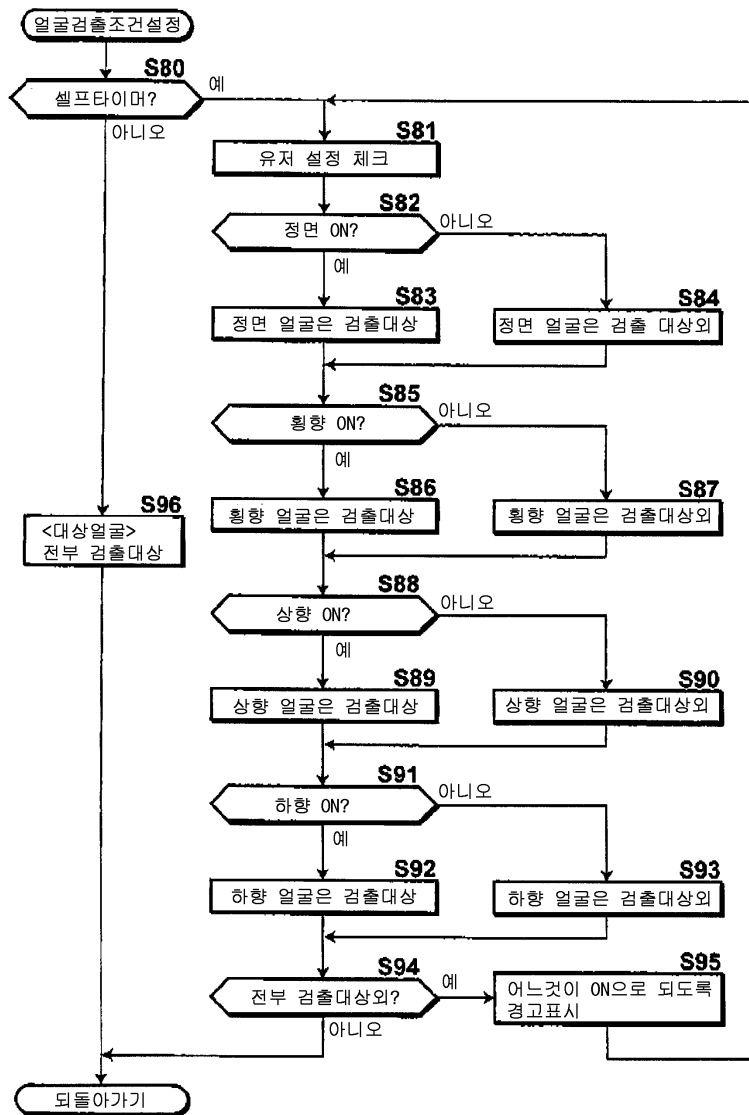 얼굴검출조건설정
S80
셀프타이머?
예
아니오
S81
유저 설정 체크
S82
정면 ON?
아니오
예
S83
정면 얼굴은 검출대상
S84
정면 얼굴은 검출 대상외
S85
횡향 ON?
아니오
예
S86
횡향 얼굴은 검출대상
S87
횡향 얼굴은 검출대상외
S96
<대상얼굴>
전부 검출대상
S88
상향 ON?
아니오
예
S89
상향 얼굴은 검출대상
S90
상향 얼굴은 검출대상외
S91
하향 ON?
아니오
예
S92
하향 얼굴은 검출대상
S93
하향 얼굴은 검출대상외
S94
전부 검출대상외?
예
아니오
S95
어느것이 ON으로 되도록
경고표시
되돌아가기